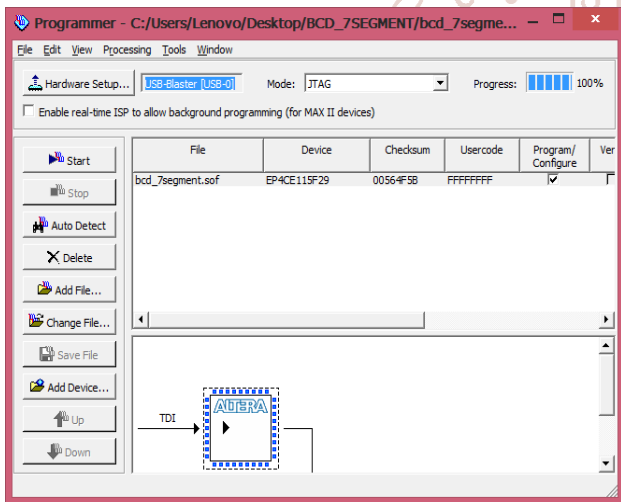 Programmer - C:/Users/Lenovo/Desktop/BCD_7SEGMENT/bcd_7segme...
File Edit View Processing Tools Window
Hardware Setup... USB-Blaster [USB-0] Mode: JTAG Progress: 100%
Enable real-time ISP to allow background programming (for MAX II devices)
Start
Stop
Auto Detect
Delete
Add File...
Change File...
Save File
Add Device...
Up
Down
File Device Checksum Usercode Program/ Ver
Configure
bcd_7segment.sof EP4CE115F29 00564F5B FFFFFFFF
TDI
ALTERA